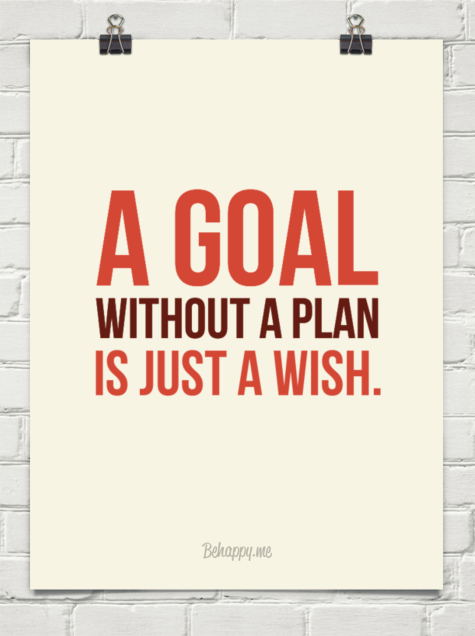 A GOAL
WITHOUT A PLAN
IS JUST A WISH.
Behappy.me